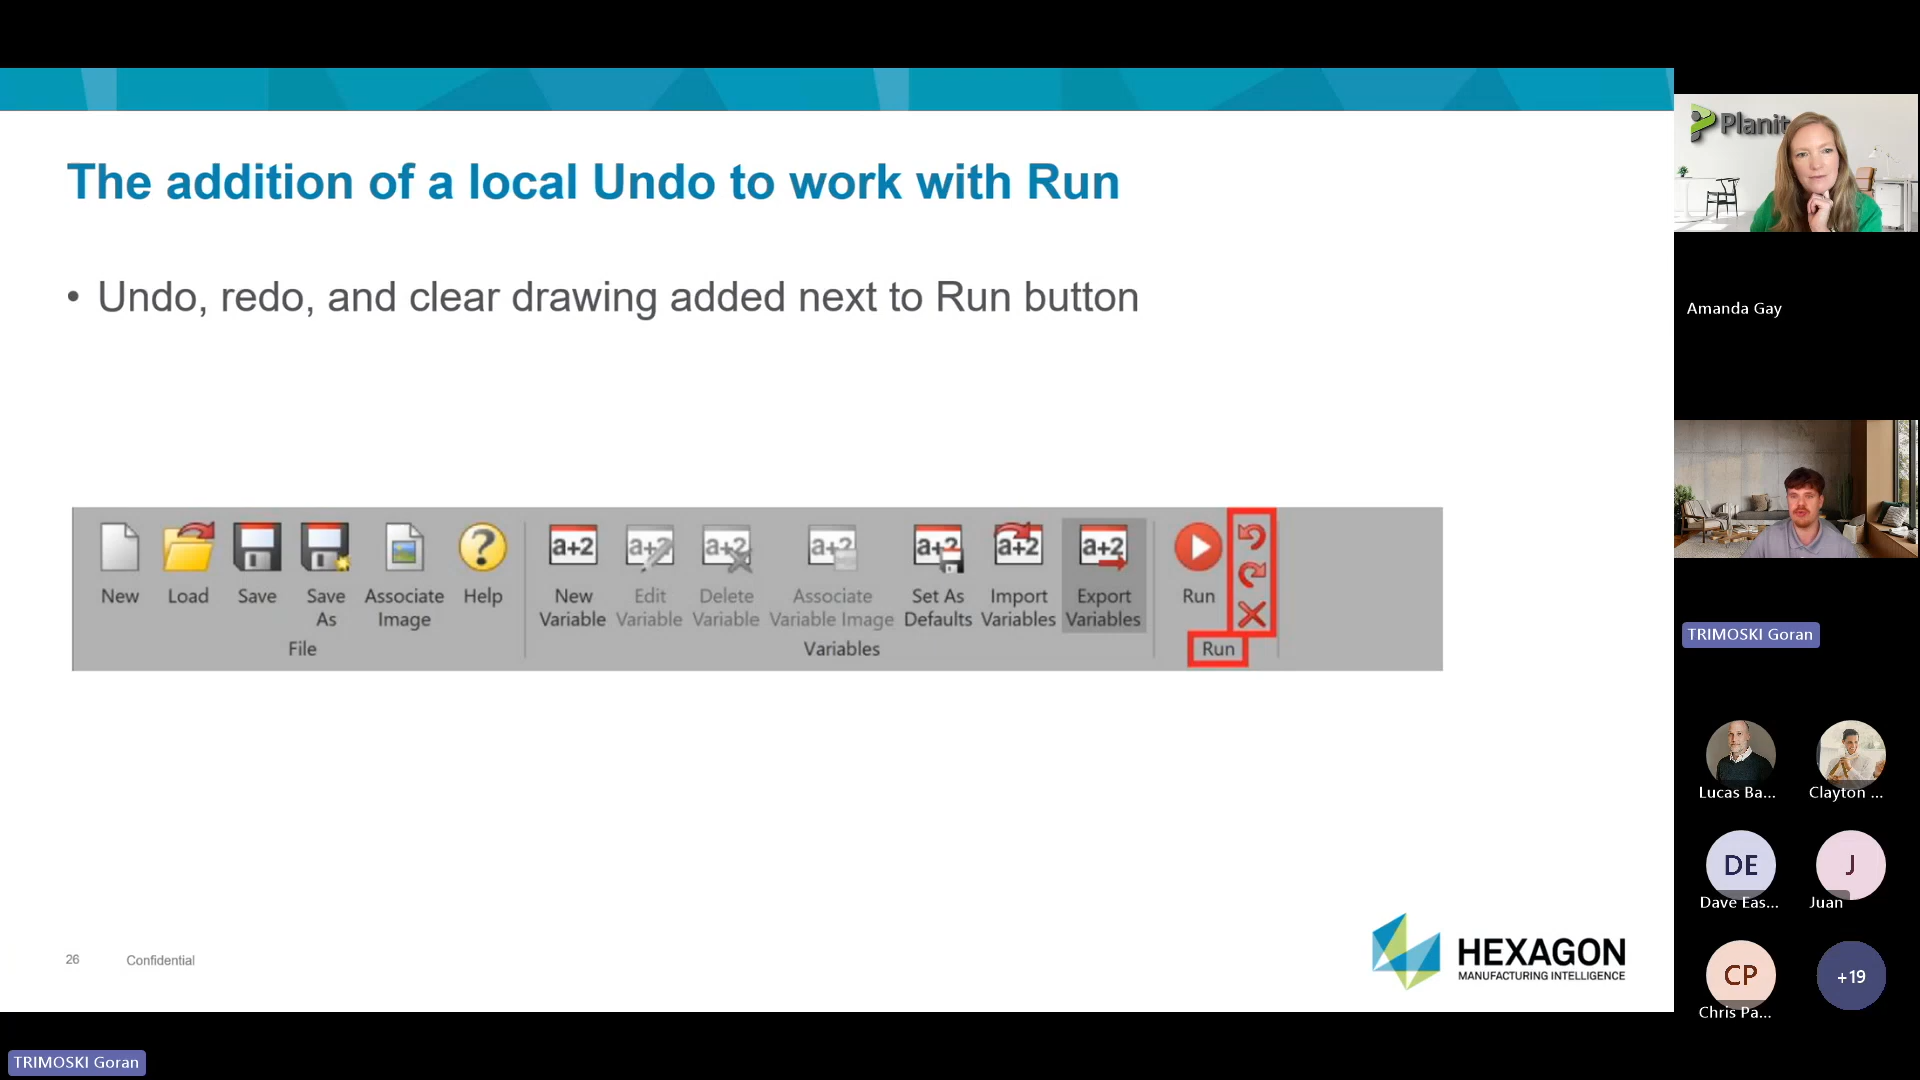 The addition of a local Undo to work with Run
• Undo, redo, and clear drawing added next to Run button
New
Load
Save
Save As
Associate Image
Help
File
a+2
New Variable
a+2
Edit Variable
a+2
Delete Variable
a+2
Associate Variable Image
a+2
Set As Defaults
a+2
Import Variables
a+2
Export Variables
Variables
Run
Run
26
Confidential
HEXAGON
MANUFACTURING INTELLIGENCE
Planit
Amanda Gay
TRIMOSKI Goran
Lucas Ba...
Clayton ...
DE
Dave Eas...
J
Juan
CP
Chris Pa...
+19
TRIMOSKI Goran